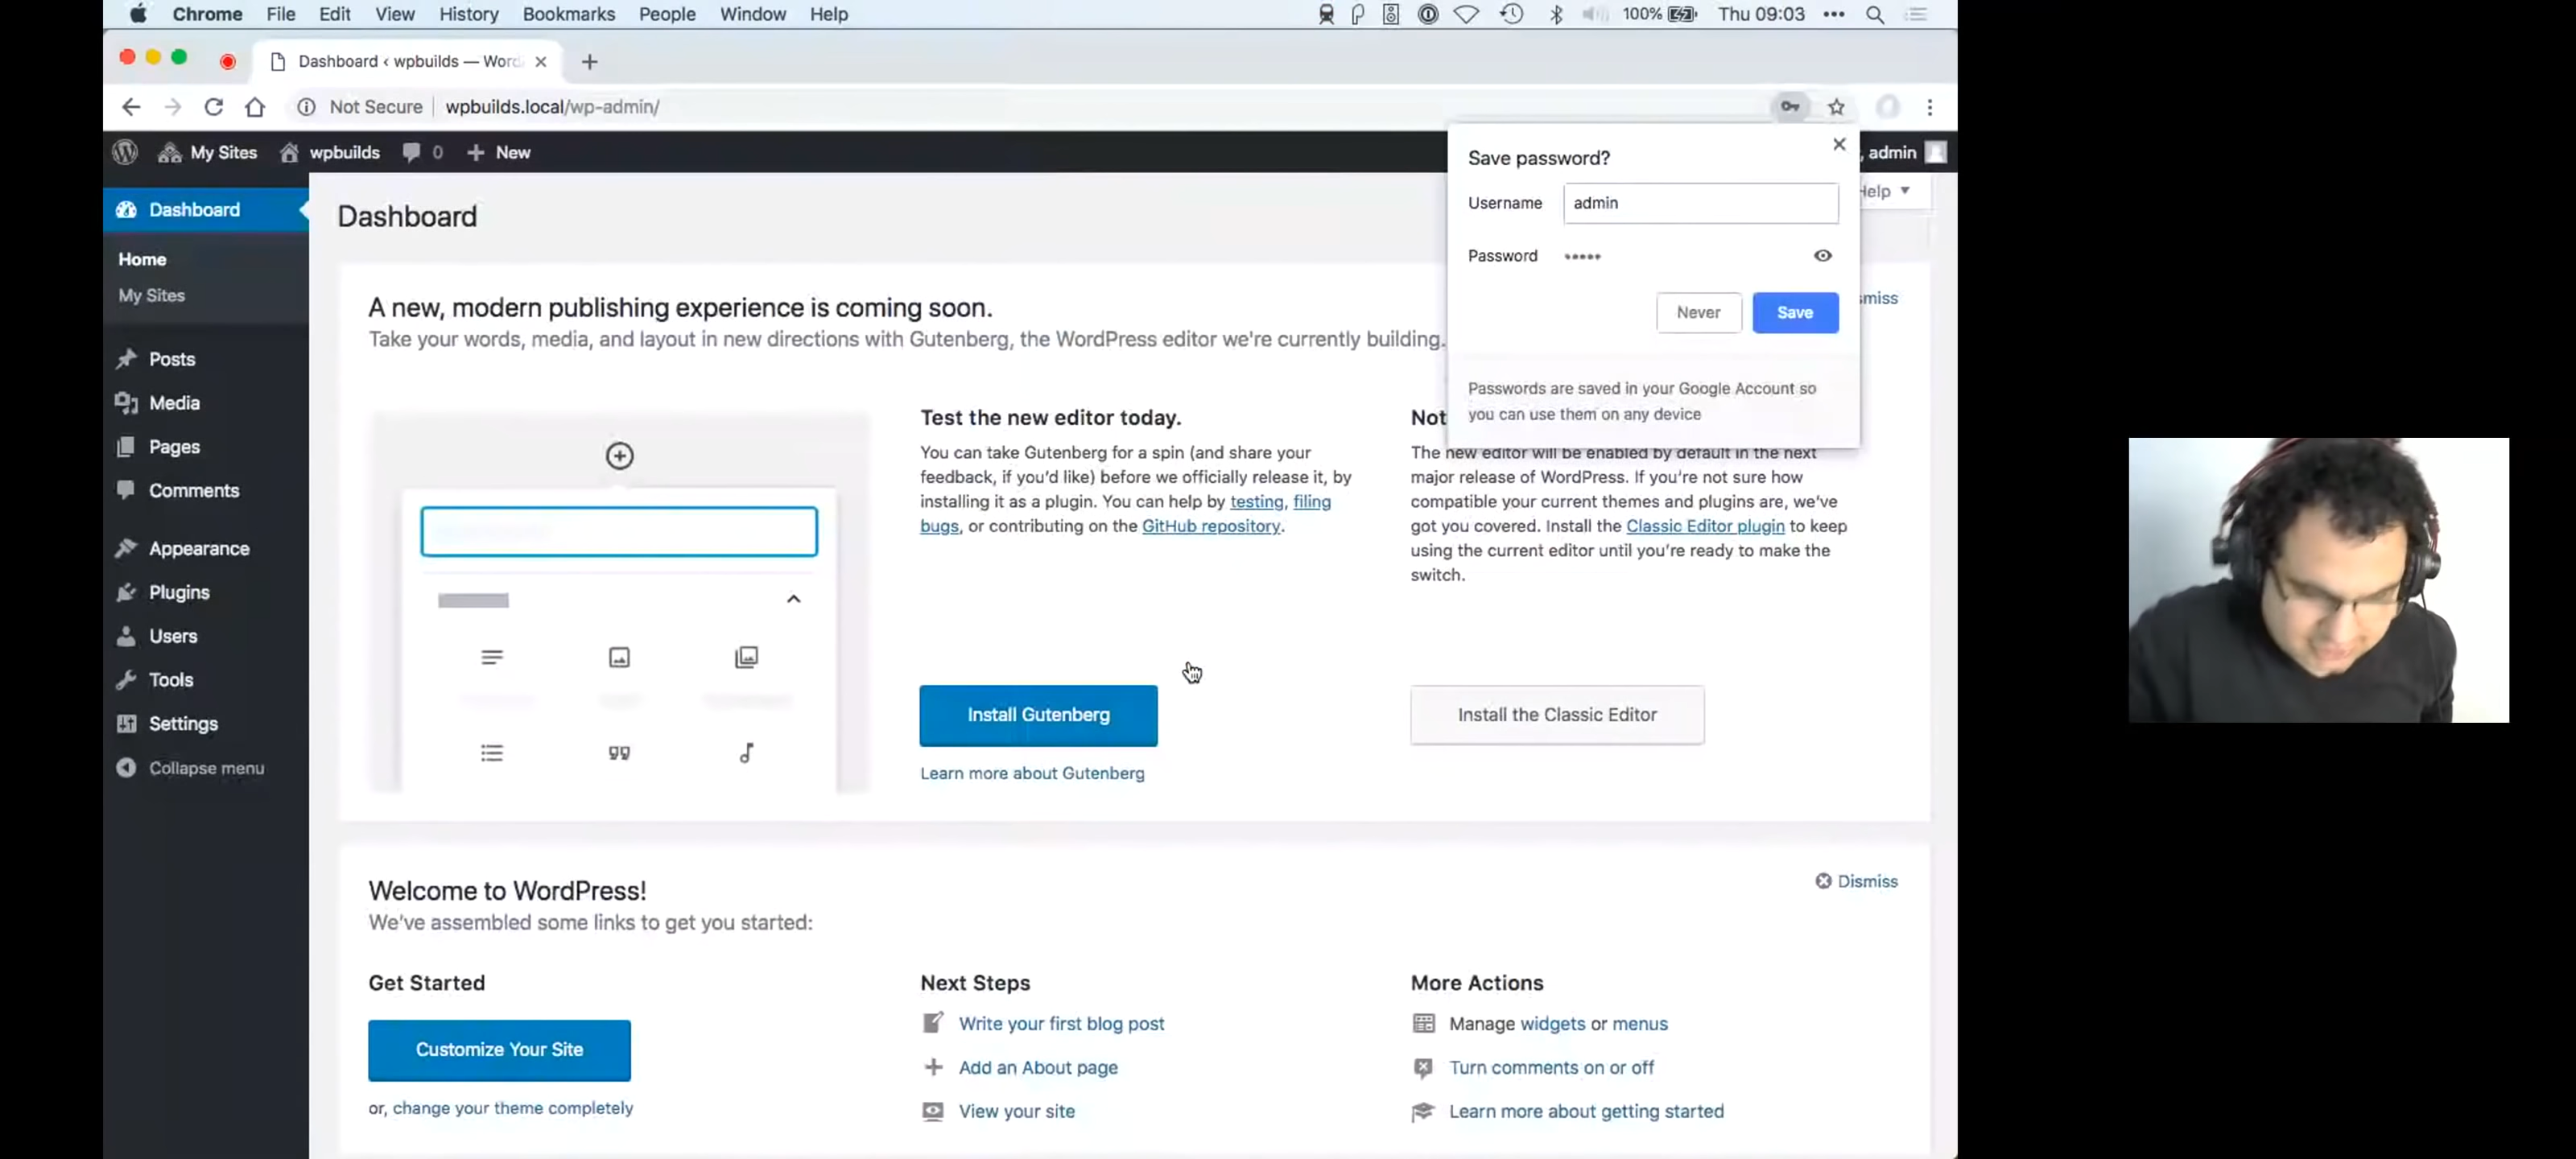 Chrome File Edit View History Bookmarks People Window Help 100% Thu 09:03
Dashboard ‹ wpbuilds — Word
Not Secure wpbuilds.local/wp-admin/
My Sites wpbuilds 0 New , admin
Help
Save password?
Username admin
Password •••••
Never Save
Passwords are saved in your Google Account so
you can use them on any device
Dashboard
Home
My Sites
Posts
Media
Pages
Comments
Appearance
Plugins
Users
Tools
Settings
Collapse menu
Dashboard
A new, modern publishing experience is coming soon.
Take your words, media, and layout in new directions with Gutenberg, the WordPress editor we're currently building.
Test the new editor today.
You can take Gutenberg for a spin (and share your
feedback, if you'd like) before we officially release it, by
installing it as a plugin. You can help by testing, filing
bugs, or contributing on the GitHub repository.
Install Gutenberg
Learn more about Gutenberg
Not
The new editor will be enabled by default in the next
major release of WordPress. If you're not sure how
compatible your current themes and plugins are, we've
got you covered. Install the Classic Editor plugin to keep
using the current editor until you're ready to make the
switch.
Install the Classic Editor
Welcome to WordPress!
We've assembled some links to get you started:
Dismiss
Get Started
Customize Your Site
or, change your theme completely
Next Steps
Write your first blog post
Add an About page
View your site
More Actions
Manage widgets or menus
Turn comments on or off
Learn more about getting started